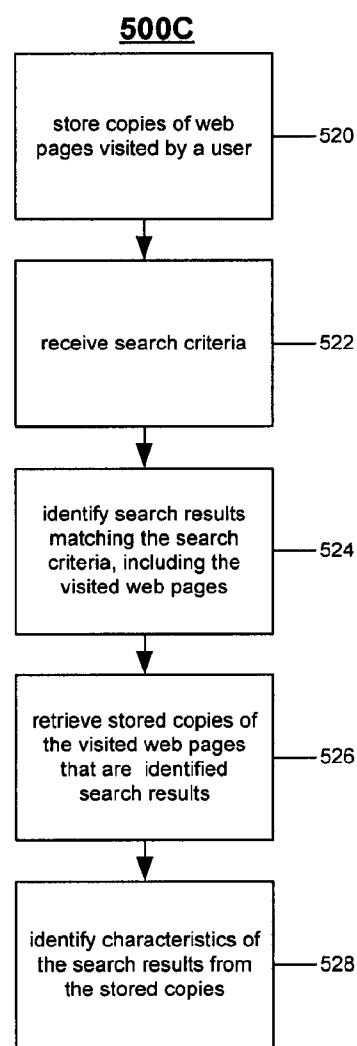 500C
store copies of web
pages visited by a user
520
receive search criteria
522
identify search results
matching the search
criteria, including the
visited web pages
524
retrieve stored copies of
the visited web pages
that are identified
search results
526
identify characteristics of
the search results from
the stored copies
528